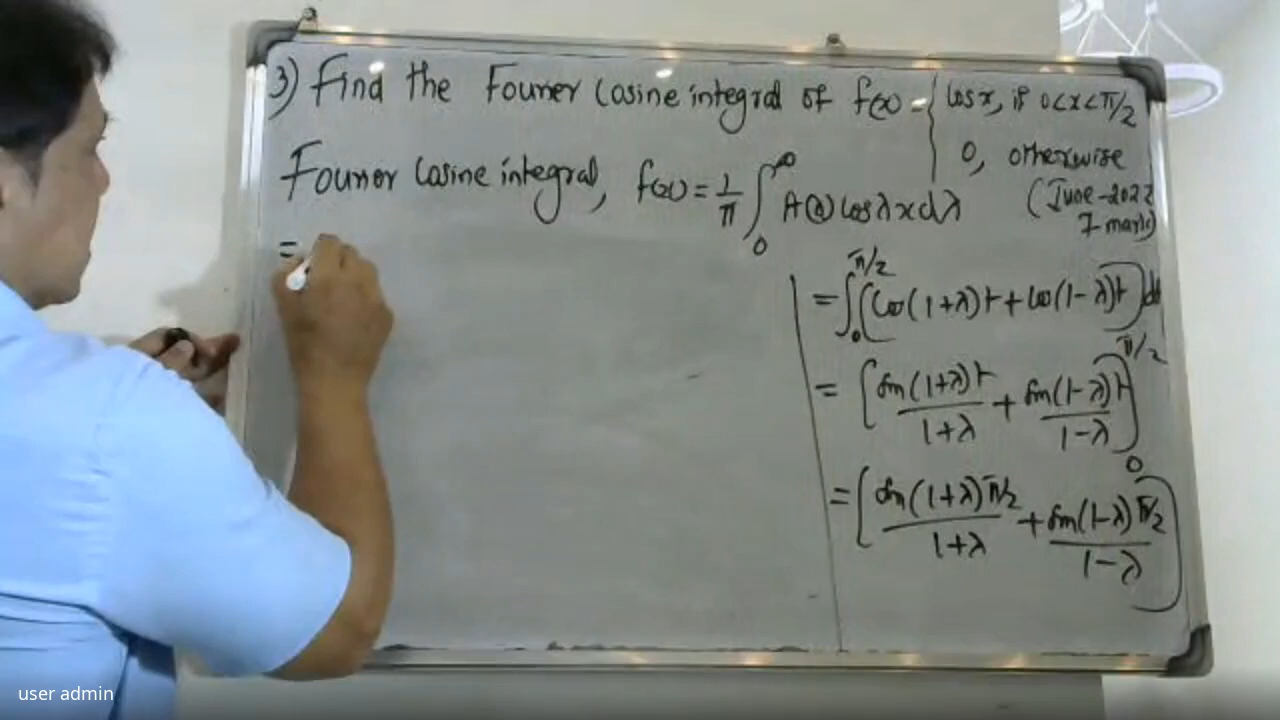 3) Find the Fourier Cosine integral of f(x) = { cos x, if 0<x<π/2
0, otherwise
(June-2022
7 mark)
Fourier Cosine integral, f(x) = 1/π ∫₀^∞ A(λ) cos λx dλ
=
= ∫₀^π/2 (Cos(1+λ)t + Cos(1-λ)t) dt
= [sin(1+λ)t/1+λ + sin(1-λ)t/1-λ]₀^π/2
= [sin(1+λ)π/2/1+λ + sin(1-λ)π/2/1-λ]
user admin